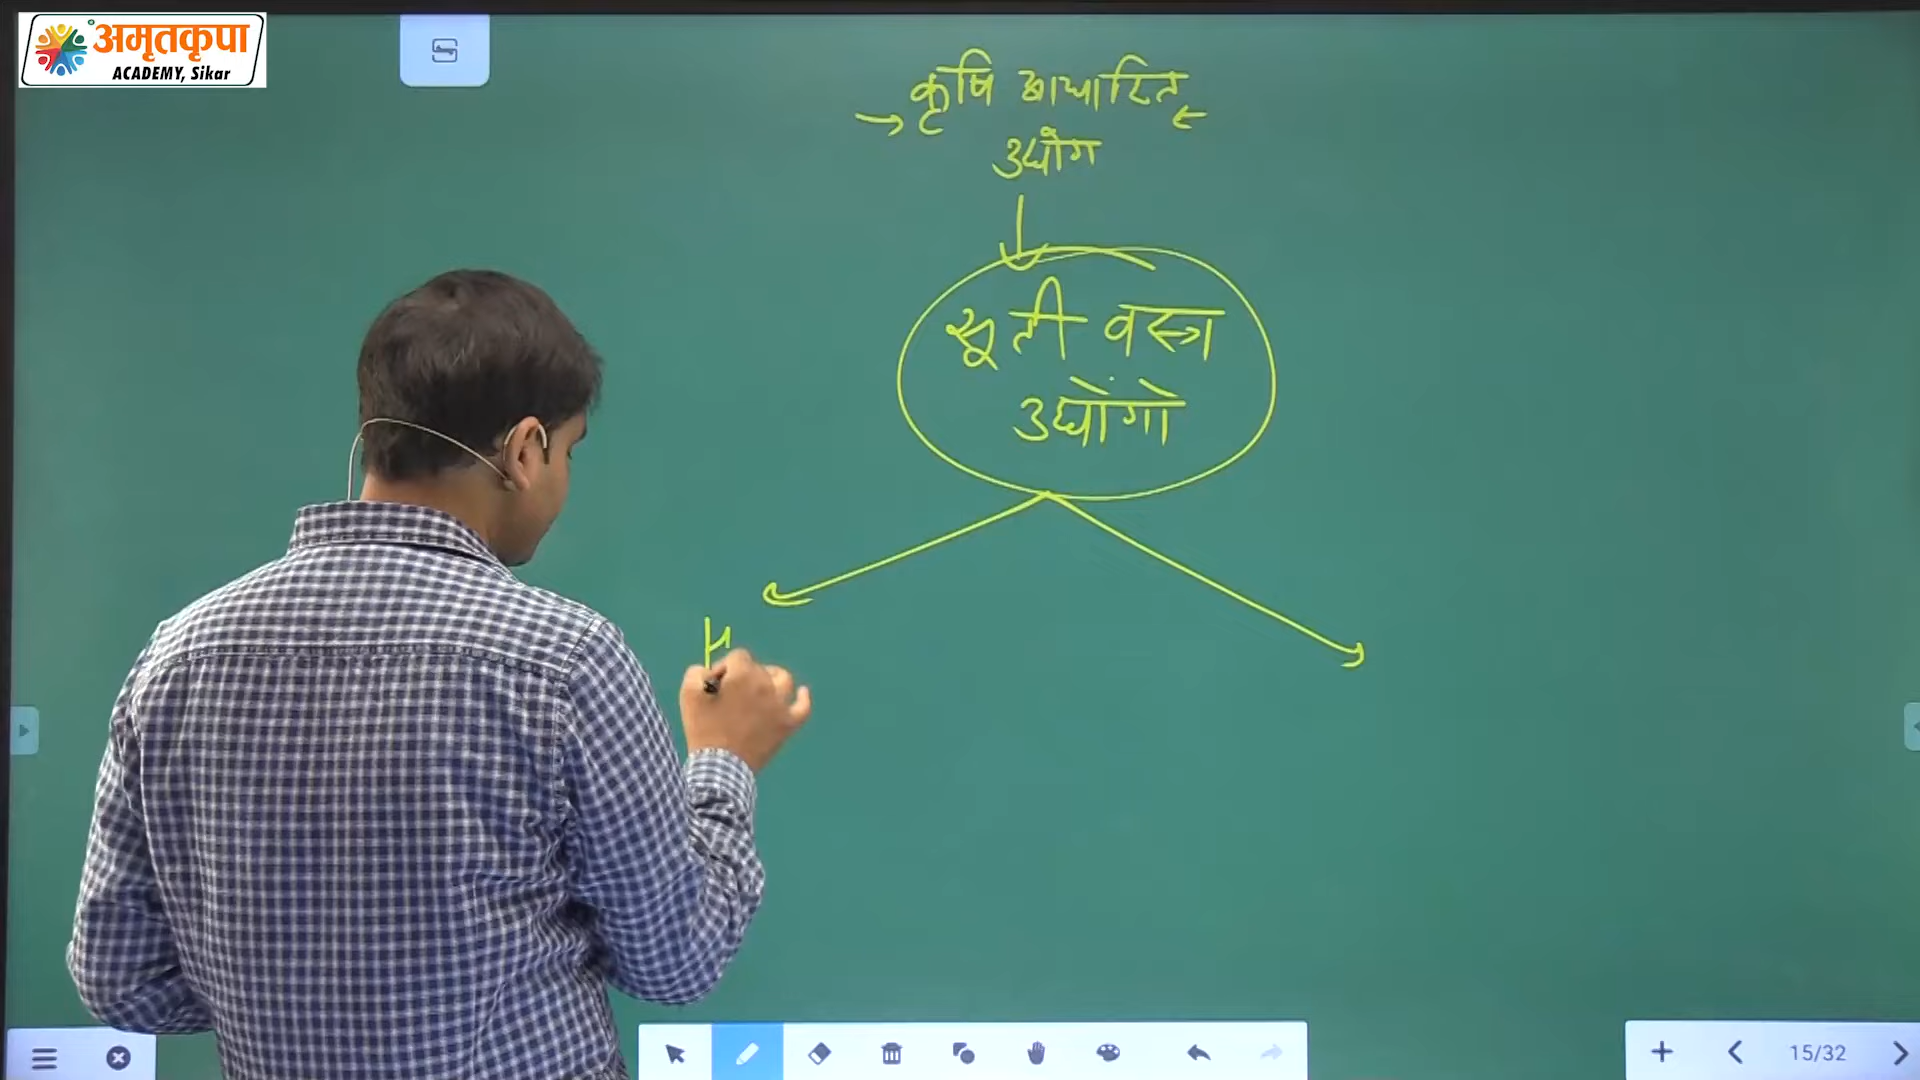 अमृतकृपा
ACADEMY, Sikar
कृषि आधारित
उद्योग
सूती वस्त्र
उद्योगों
15/32